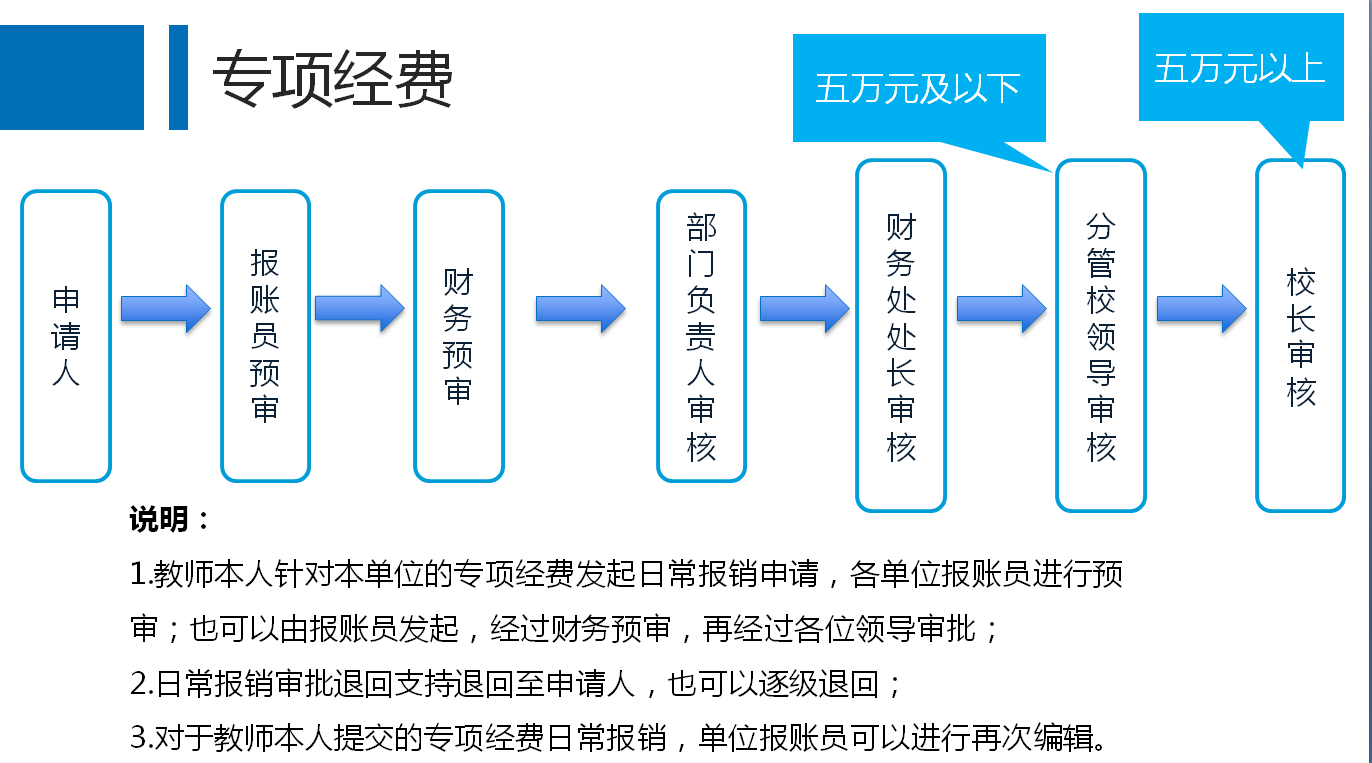 专项经费
五万元及以下
五万元以上
申请人
报账员预审
财务预审
部门负责人审核
财务处处长审核
分管校领导审核
校长审核
说明：
1.教师本人针对本单位的专项经费发起日常报销申请，各单位报账员进行预
审；也可以由报账员发起，经过财务预审，再经过各位领导审批；
2.日常报销审批退回支持退回至申请人，也可以逐级退回；
3.对于教师本人提交的专项经费日常报销，单位报账员可以进行再次编辑。